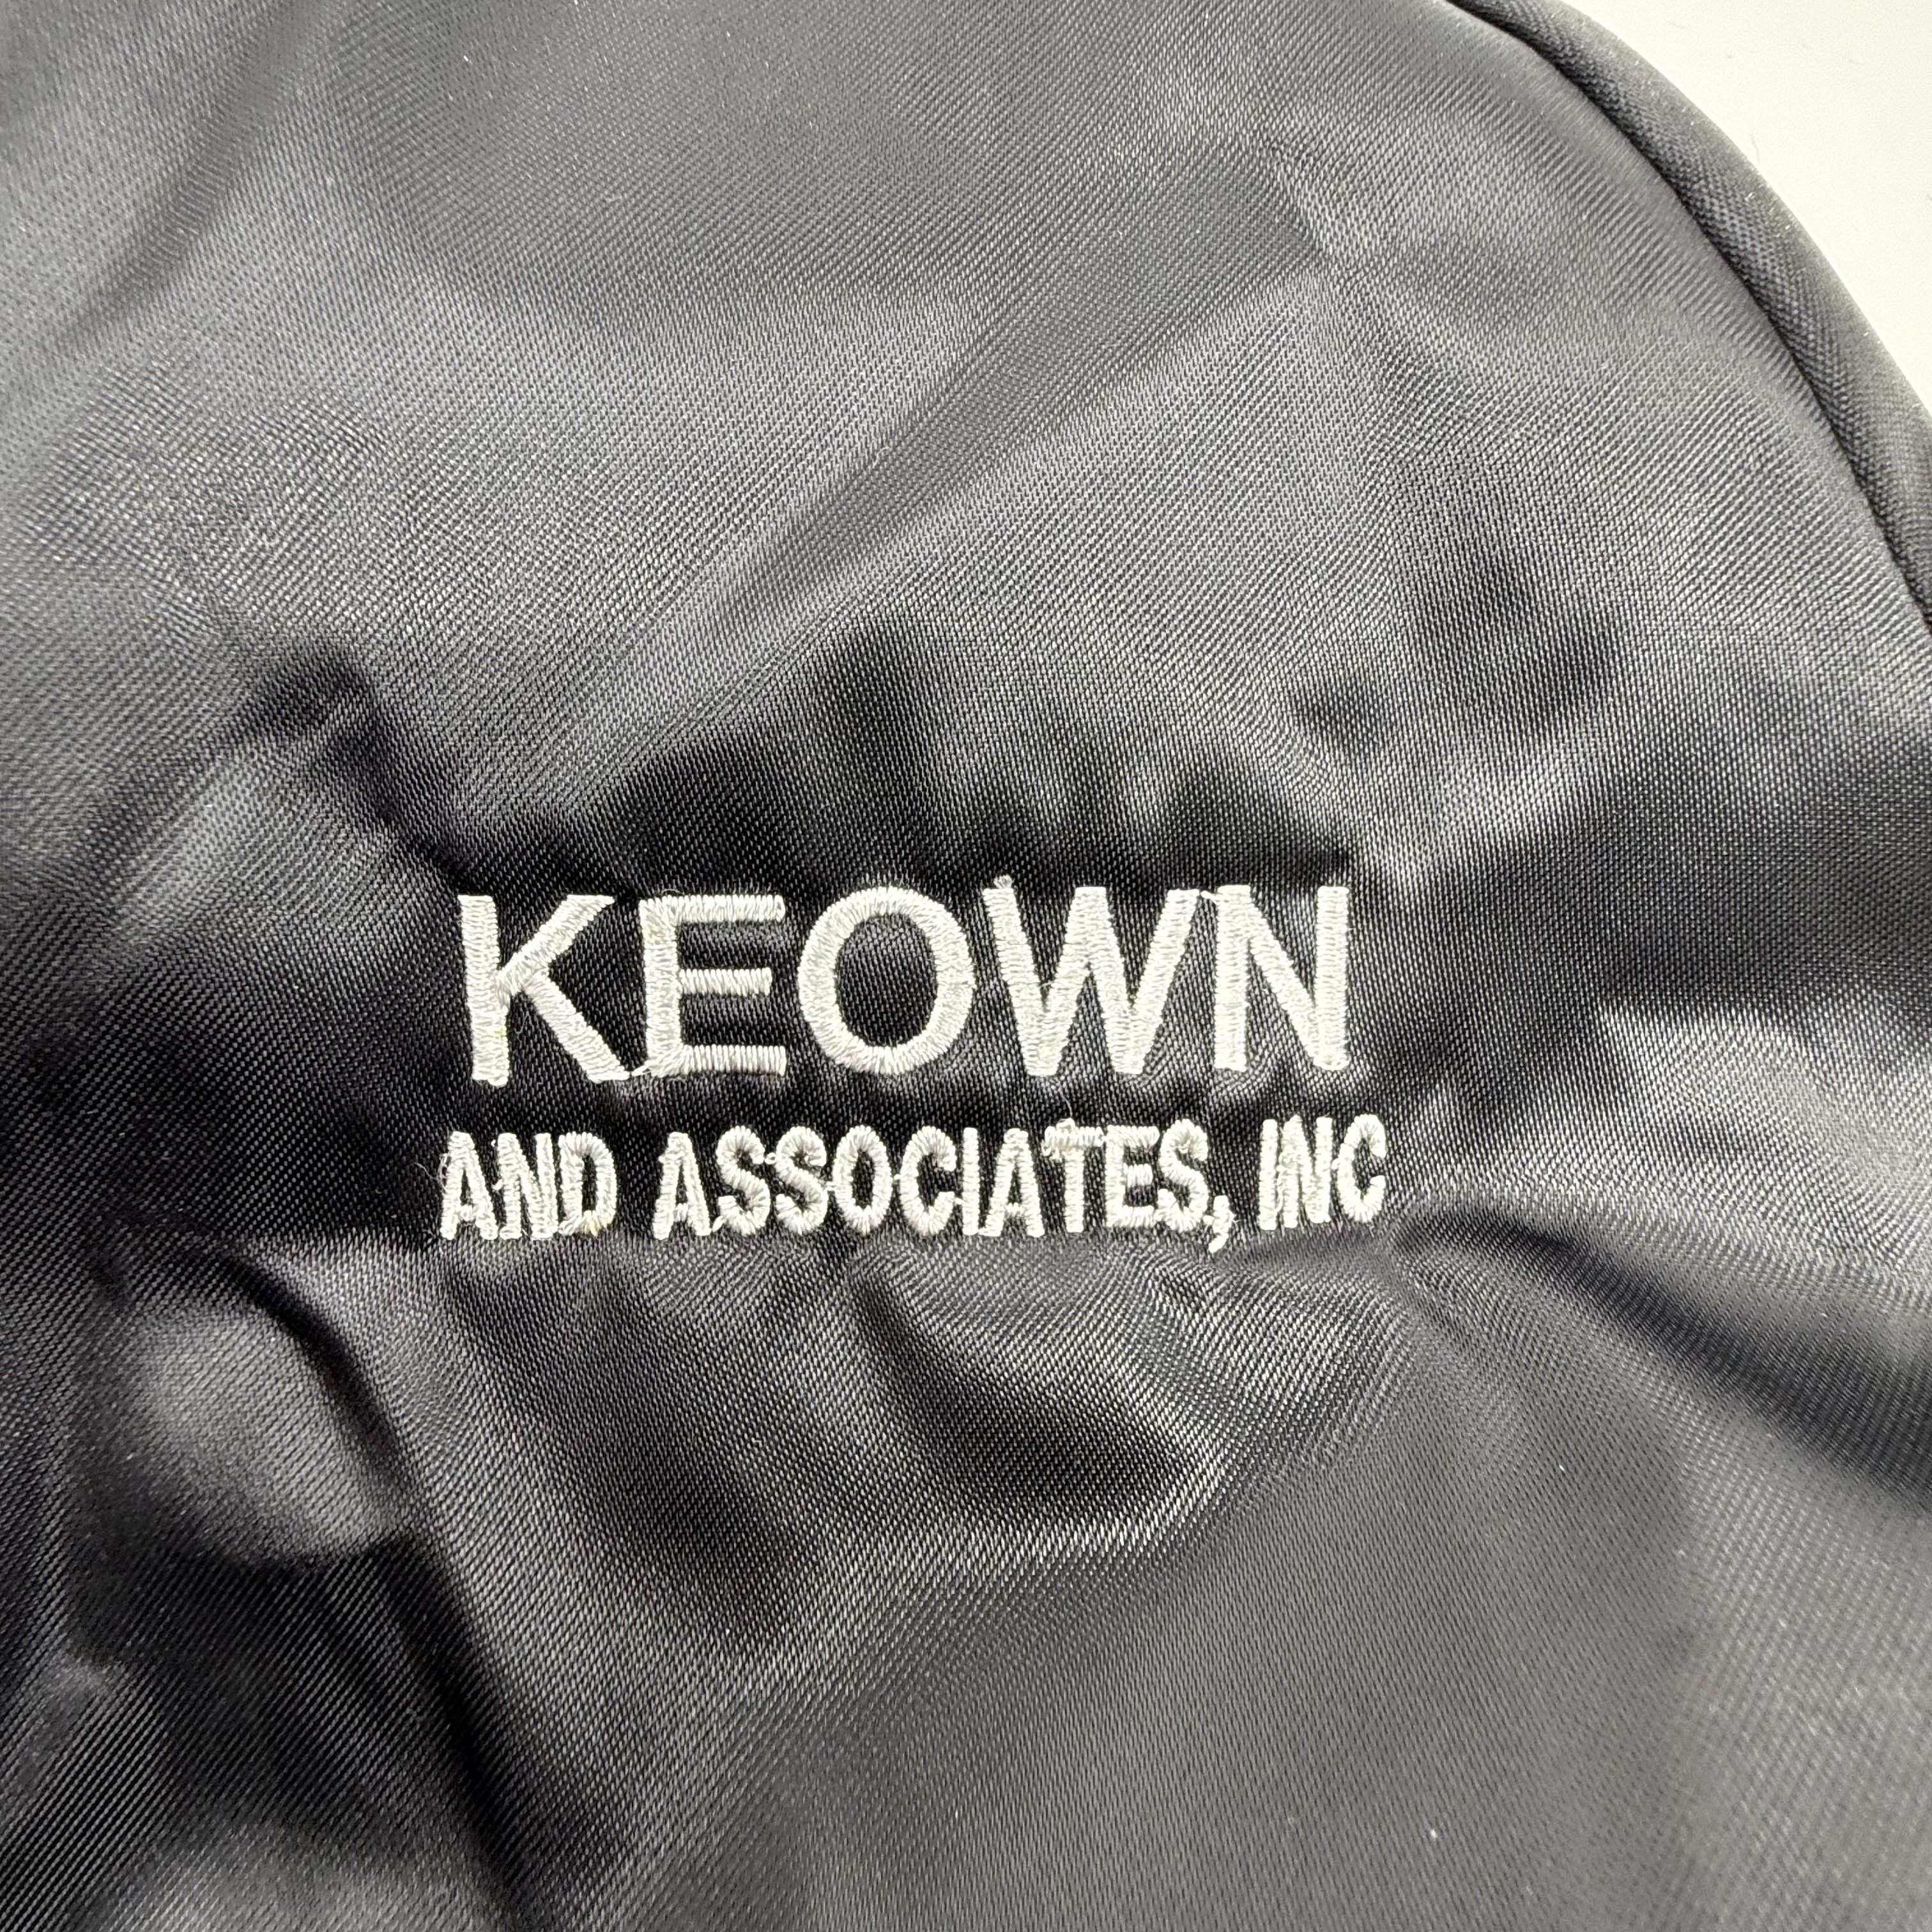 KEOWN
AND ASSOCIATES, INC